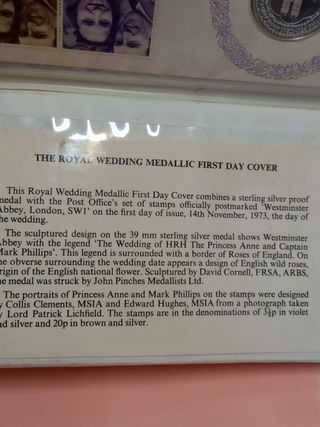 THE ROYAL WEDDING MEDALLIC FIRST DAY COVER
This Royal Wedding Medallic First Day Cover combines a sterling silver proof
medal with the Post Office's set of stamps officially postmarked 'Westminster
Abbey, London, SW1' on the first day of issue, 14th November, 1973, the day of
the wedding.
The sculptured design on the 39 mm sterling silver medal shows Westminster
Abbey with the legend 'The Wedding of HRH The Princess Anne and Captain
Mark Phillips'. This legend is surrounded with a border of Roses of England. On
the obverse surrounding the wedding date appears a design of English wild roses,
origin of the English national flower. Sculptured by David Cornell, FRSA, ARBS,
he medal was struck by John Pinches Medallists Ltd.
The portraits of Princess Anne and Mark Phillips on the stamps were designed
y Collis Clements, MSIA and Edward Hughes, MSIA from a photograph taken
y Lord Patrick Lichfield. The stamps are in the denominations of 3½p in violet
nd silver and 20p in brown and silver.